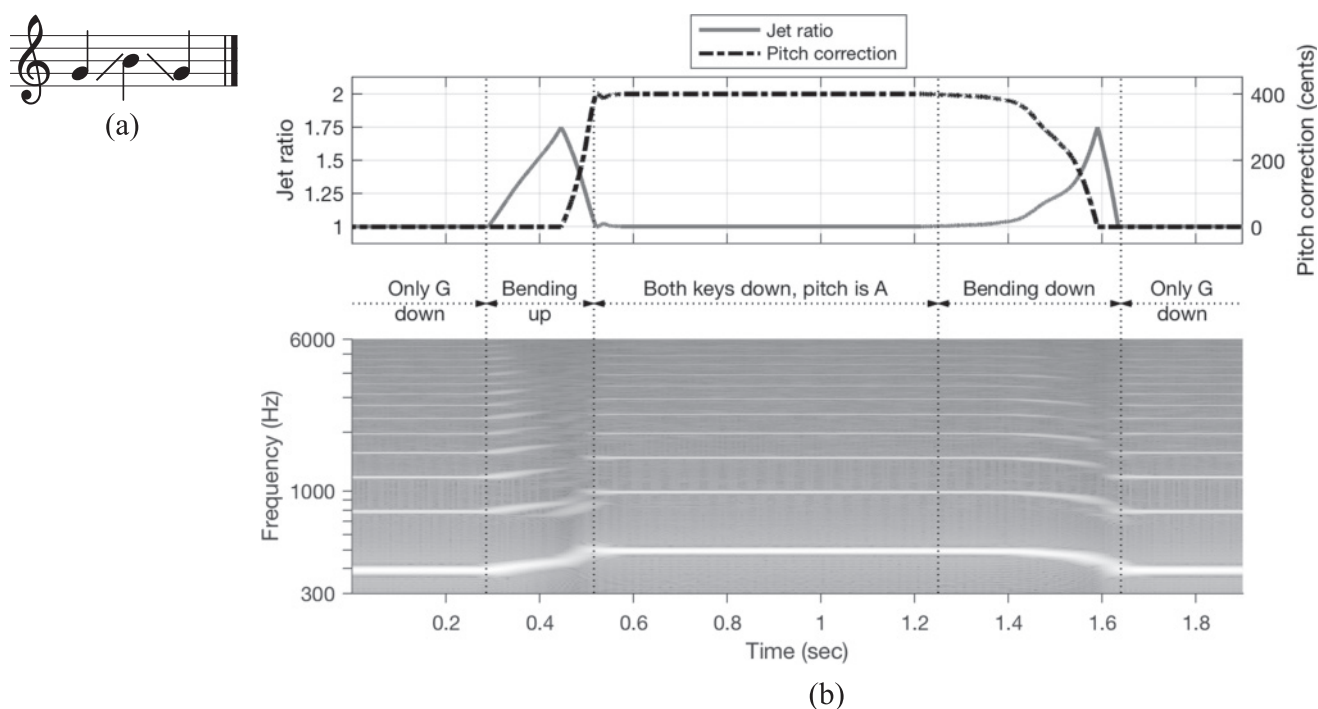 (a)
Jet ratio
Pitch correction
Jet ratio
2
1.75
1.5
1.25
1
Pitch correction (cents)
400
200
0
Only G
down
Bending
up
Both keys down, pitch is A
Bending down
Only G
down
Frequency (Hz)
6000
1000
300
0.2 0.4 0.6 0.8 1 1.2 1.4 1.6 1.8
Time (sec)
(b)